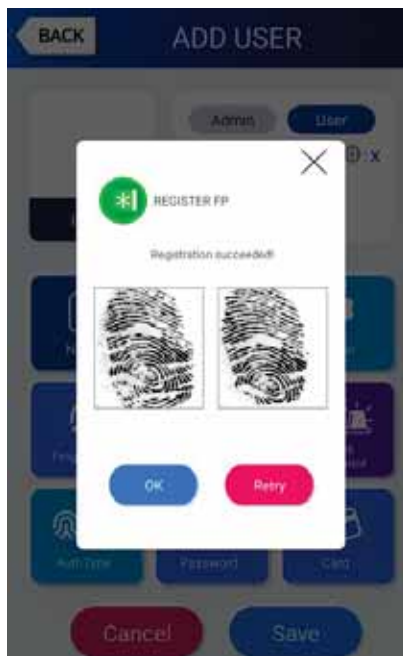 BACK
ADD USER
Admin
User
: X
REGISTER FP
Registration succeeded!!
OK
Retry
Auth Type
Password
Card
Cancel
Save